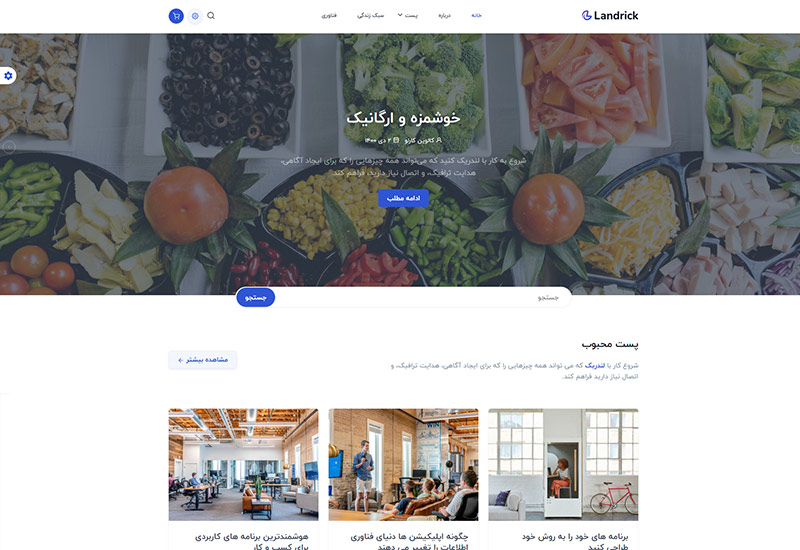 Landrick
خانه
درباره
پست
سبک زندگی
فناوری
خوشمزه و ارگانیک
کالوین کارلو ۲ دی ۱۴۰۰
شروع به کار با لندریک کنید که می‌تواند همه چیزهایی را که برای ایجاد آگاهی،
هدایت ترافیک، و اتصال نیاز دارید، فراهم کند.
ادامه مطلب
جستجو
جستجو
پست محبوب
شروع کار با لندریک که می تواند همه چیزهایی را که برای ایجاد آگاهی، هدایت ترافیک، و
اتصال نیاز دارید فراهم کند.
مشاهده بیشتر
برنامه های خود را به روش خود
طراحی کنید
چگونه اپلیکیشن ها دنیای فناوری
اطلاعات را تغییر می دهند
هوشمندترین برنامه های کاربردی
برای کسب و کار